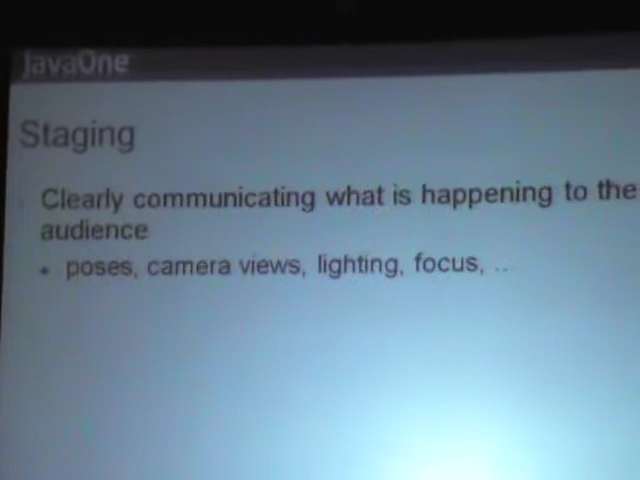 JavaOne
Staging
Clearly communicating what is happening to the
audience
• poses, camera views, lighting, focus, ...